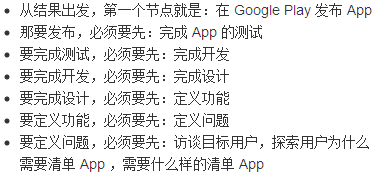 从结果出发，第一个节点就是：在 Google Play 发布 App
那要发布，必须要先：完成 App 的测试
要完成测试，必须要先：完成开发
要完成开发，必须要先：完成设计
要完成设计，必须要先：定义功能
要定义功能，必须要先：定义问题
要定义问题，必须要先：访谈目标用户，探索用户为什么
需要清单 App ，需要什么样的清单 App